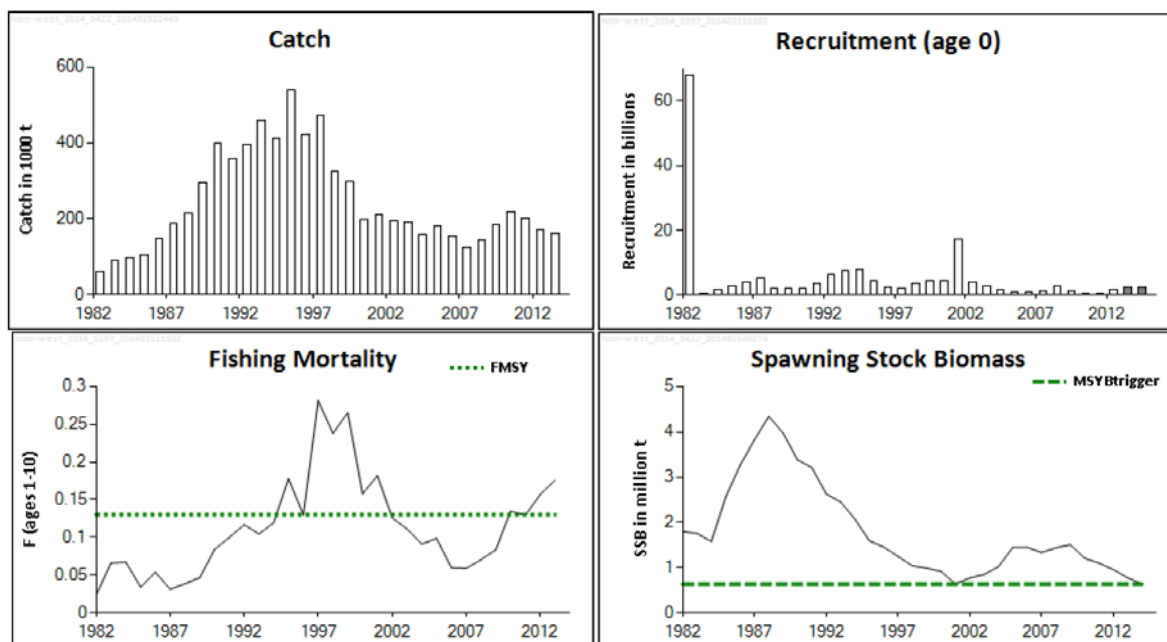 Catch
Catch in 1000 t
600
400
200
0
1982 1987 1992 1997 2002 2007 2012
Recruitment (age 0)
Recruitment in billions
60
40
20
0
1982 1987 1992 1997 2002 2007 2012
Fishing Mortality
FMSY
F (ages 1-10)
0.3
0.25
0.2
0.15
0.1
0.05
0
1982 1987 1992 1997 2002 2007 2012
Spawning Stock Biomass
MSYBtrigger
SSB in million t
5
4
3
2
1
0
1982 1987 1992 1997 2002 2007 2012